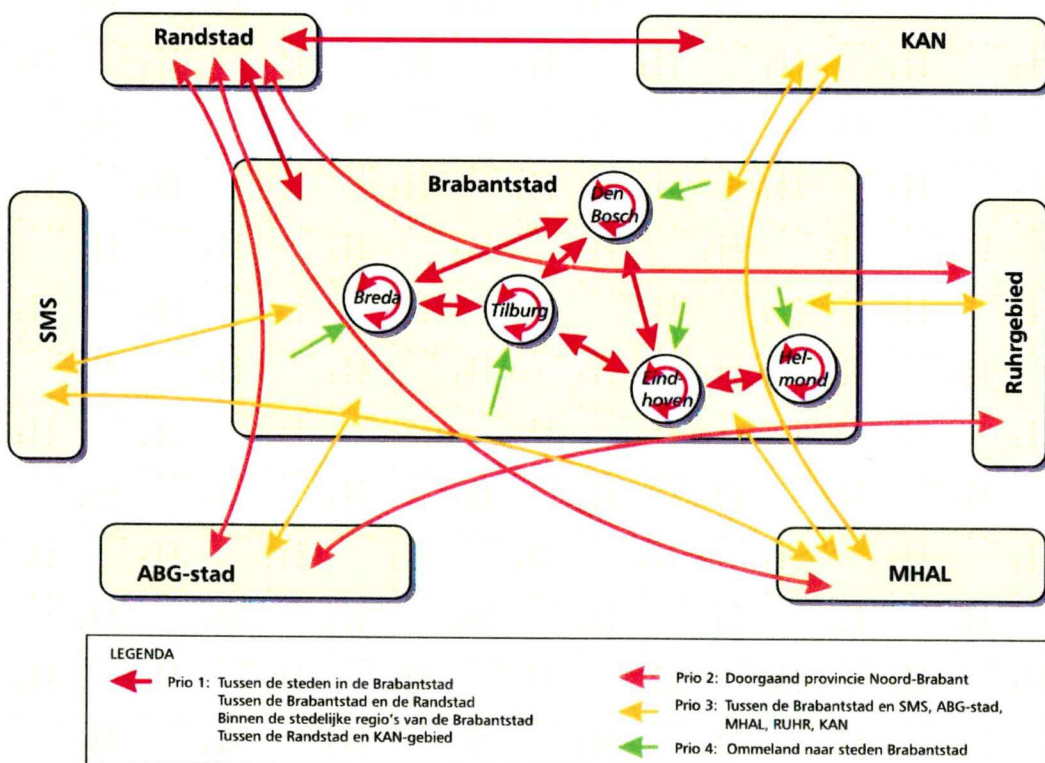 Randstad
KAN
Brabantstad
Den
Bosch
SMS
Breda
Tilburg
Ruhrgebied
Eind-
hoven
Hel-
mond
ABG-stad
MHAL
LEGENDA
Prio 1: Tussen de steden in de Brabantstad
Tussen de Brabantstad en de Randstad
Binnen de stedelijke regio's van de Brabantstad
Tussen de Randstad en KAN-gebied
Prio 2: Doorgaand provincie Noord-Brabant
Prio 3: Tussen de Brabantstad en SMS, ABG-stad,
MHAL, RUHR, KAN
Prio 4: Ommeland naar steden Brabantstad